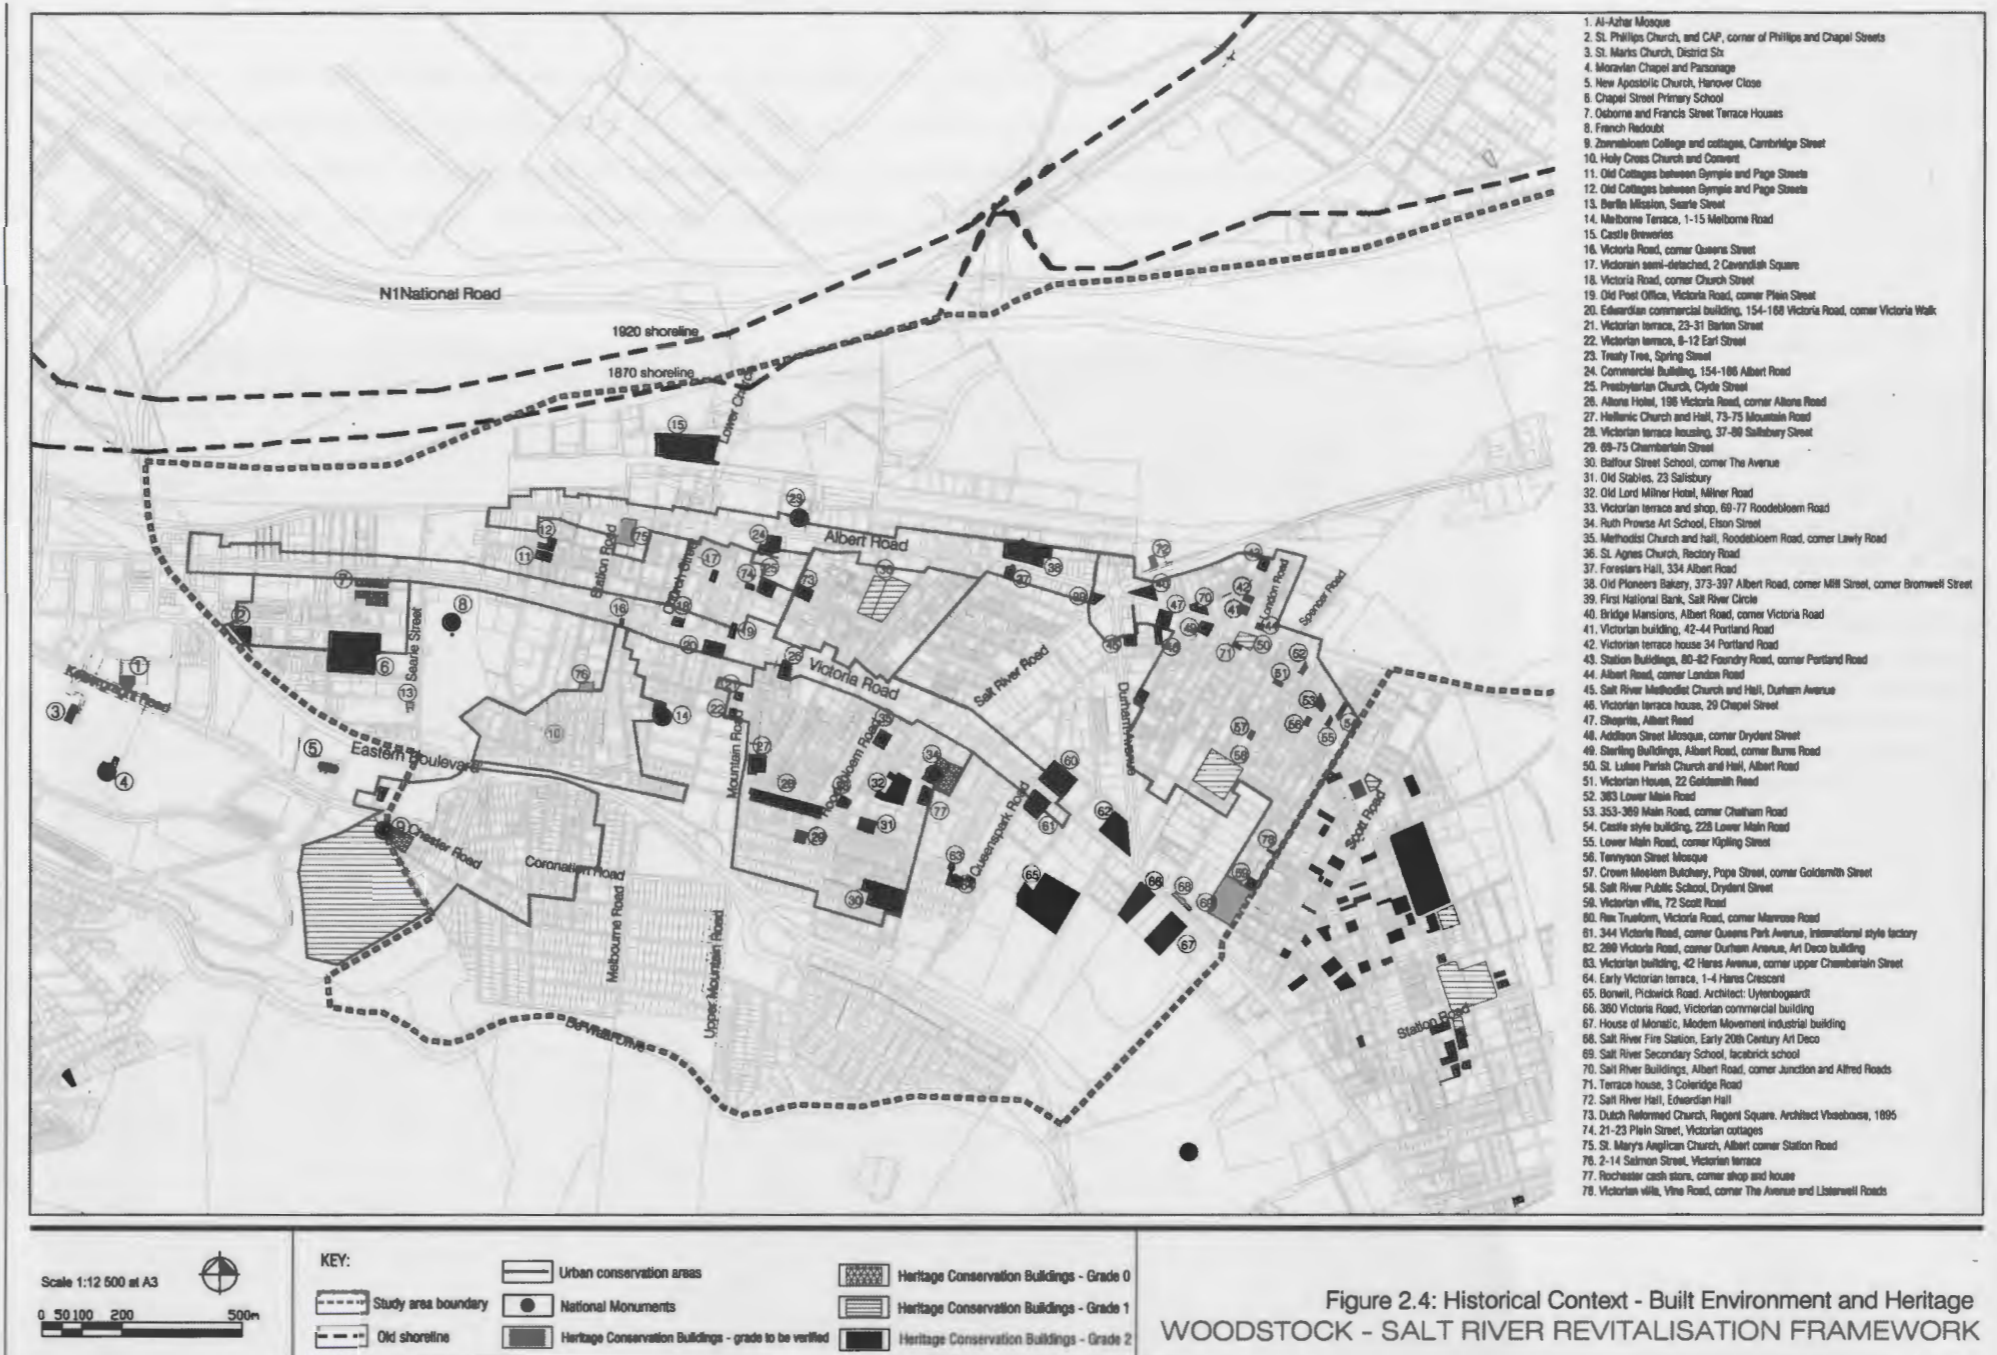 N1National Road
1920 shoreline
1870 shoreline
Lower Church
Albert Road
Station Road
Searle Street
Victoria Road
Salt River Road
London Road
Spencer Road
Durham Avenue
Eastern Boulevard
Mountain Road
Roodebloem Road
Queenspark Road
Chester Road
Coronation Road
Melbourne Road
Upper Mountain Road
De Waal Drive
Scott Road
Station Road
1. Al-Azhar Mosque
2. St. Phillips Church, and CAP, corner of Phillips and Chapel Streets
3. St. Marks Church, District Six
4. Moravian Chapel and Parsonage
5. New Apostolic Church, Hanover Close
6. Chapel Street Primary School
7. Osborne and Francis Street Terrace Houses
8. French Redoubt
9. Zonnebloem College and cottages, Cambridge Street
10. Holy Cross Church and Convent
11. Old Cottages between Gympie and Page Streets
12. Old Cottages between Gympie and Page Streets
13. Berlin Mission, Searle Street
14. Melborne Terrace, 1-15 Melborne Road
15. Castle Breweries
16. Victoria Road, corner Queens Street
17. Victorain semi-detached, 2 Cavendish Square
18. Victoria Road, corner Church Street
19. Old Post Office, Victoria Road, corner Plein Street
20. Edwardian commercial building, 154-168 Victoria Road, corner Victoria Walk
21. Victorian terrace, 23-31 Barton Street
22. Victorian terrace, 6-12 Earl Street
23. Treaty Tree, Spring Street
24. Commercial Building, 154-186 Albert Road
25. Presbyterian Church, Clyde Street
26. Altona Hotel, 196 Victoria Road, corner Altona Road
27. Hellenic Church and Hall, 73-75 Mountain Road
28. Victorian terrace housing, 37-89 Salisbury Street
29. 69-75 Chamberlain Street
30. Balfour Street School, corner The Avenue
31. Old Stables, 23 Salisbury
32. Old Lord Milner Hotel, Milner Road
33. Victorian terrace and shop, 69-77 Roodebloem Road
34. Ruth Prowse Art School, Elson Street
35. Methodist Church and hall, Roodebloem Road, corner Lawly Road
36. St. Agnes Church, Rectory Road
37. Foresters Hall, 334 Albert Road
38. Old Pioneers Bakery, 373-397 Albert Road, corner Mill Street, corner Bromwell Street
39. First National Bank, Salt River Circle
40. Bridge Mansions, Albert Road, corner Victoria Road
41. Victorian building, 42-44 Portland Road
42. Victorian terrace house 34 Portland Road
43. Station Buildings, 80-82 Foundry Road, corner Portland Road
44. Albert Road, corner London Road
45. Salt River Methodist Church and Hall, Durham Avenue
46. Victorian terrace house, 29 Chapel Street
47. Shoprite, Albert Road
48. Addison Street Mosque, corner Drydent Street
49. Sterling Buildings, Albert Road, corner Burns Road
50. St. Lukes Parish Church and Hall, Albert Road
51. Victorian House, 22 Goldsmith Road
52. 363 Lower Main Road
53. 353-369 Main Road, corner Chatham Road
54. Castle style building, 228 Lower Main Road
55. Lower Main Road, corner Kipling Street
56. Tennyson Street Mosque
57. Crown Moslem Butchery, Pope Street, corner Goldsmith Street
58. Salt River Public School, Drydent Street
59. Victorian villa, 72 Scott Road
60. Rex Trueform, Victoria Road, corner Manrose Road
61. 344 Victoria Road, corner Queens Park Avenue, International style factory
62. 289 Victoria Road, corner Durham Avenue, Art Deco building
63. Victorian building, 42 Hares Avenue, corner upper Chamberlain Street
64. Early Victorian terrace, 1-4 Hares Crescent
65. Bonwil, Pickwick Road. Architect: Uytenbogaardt
66. 360 Victoria Road, Victorian commercial building
67. House of Monatic, Modern Movement industrial building
68. Salt River Fire Station, Early 20th Century Art Deco
69. Salt River Secondary School, facebrick school
70. Salt River Buildings, Albert Road, corner Junction and Alfred Roads
71. Terrace house, 3 Coleridge Road
72. Salt River Hall, Edwardian Hall
73. Dutch Reformed Church, Regent Square. Architect 1895
74. 21-23 Plein Street, Victorian cottages
75. St. Mary's Anglican Church, Albert corner Station Road
76. 2-14 Salmon Street, Victorian terrace
77. Rochester cash store, corner shop and house
78. Victorian villa, Vine Road, corner The Avenue and Roads
Scale 1:12 500 at A3
0 50 100 200 500m
KEY:
Study area boundary
Old shoreline
Urban conservation areas
National Monuments
Heritage Conservation Buildings - grade to be verified
Heritage Conservation Buildings - Grade 0
Heritage Conservation Buildings - Grade 1
Heritage Conservation Buildings - Grade 2
Figure 2.4: Historical Context - Built Environment and Heritage
WOODSTOCK - SALT RIVER REVITALISATION FRAMEWORK